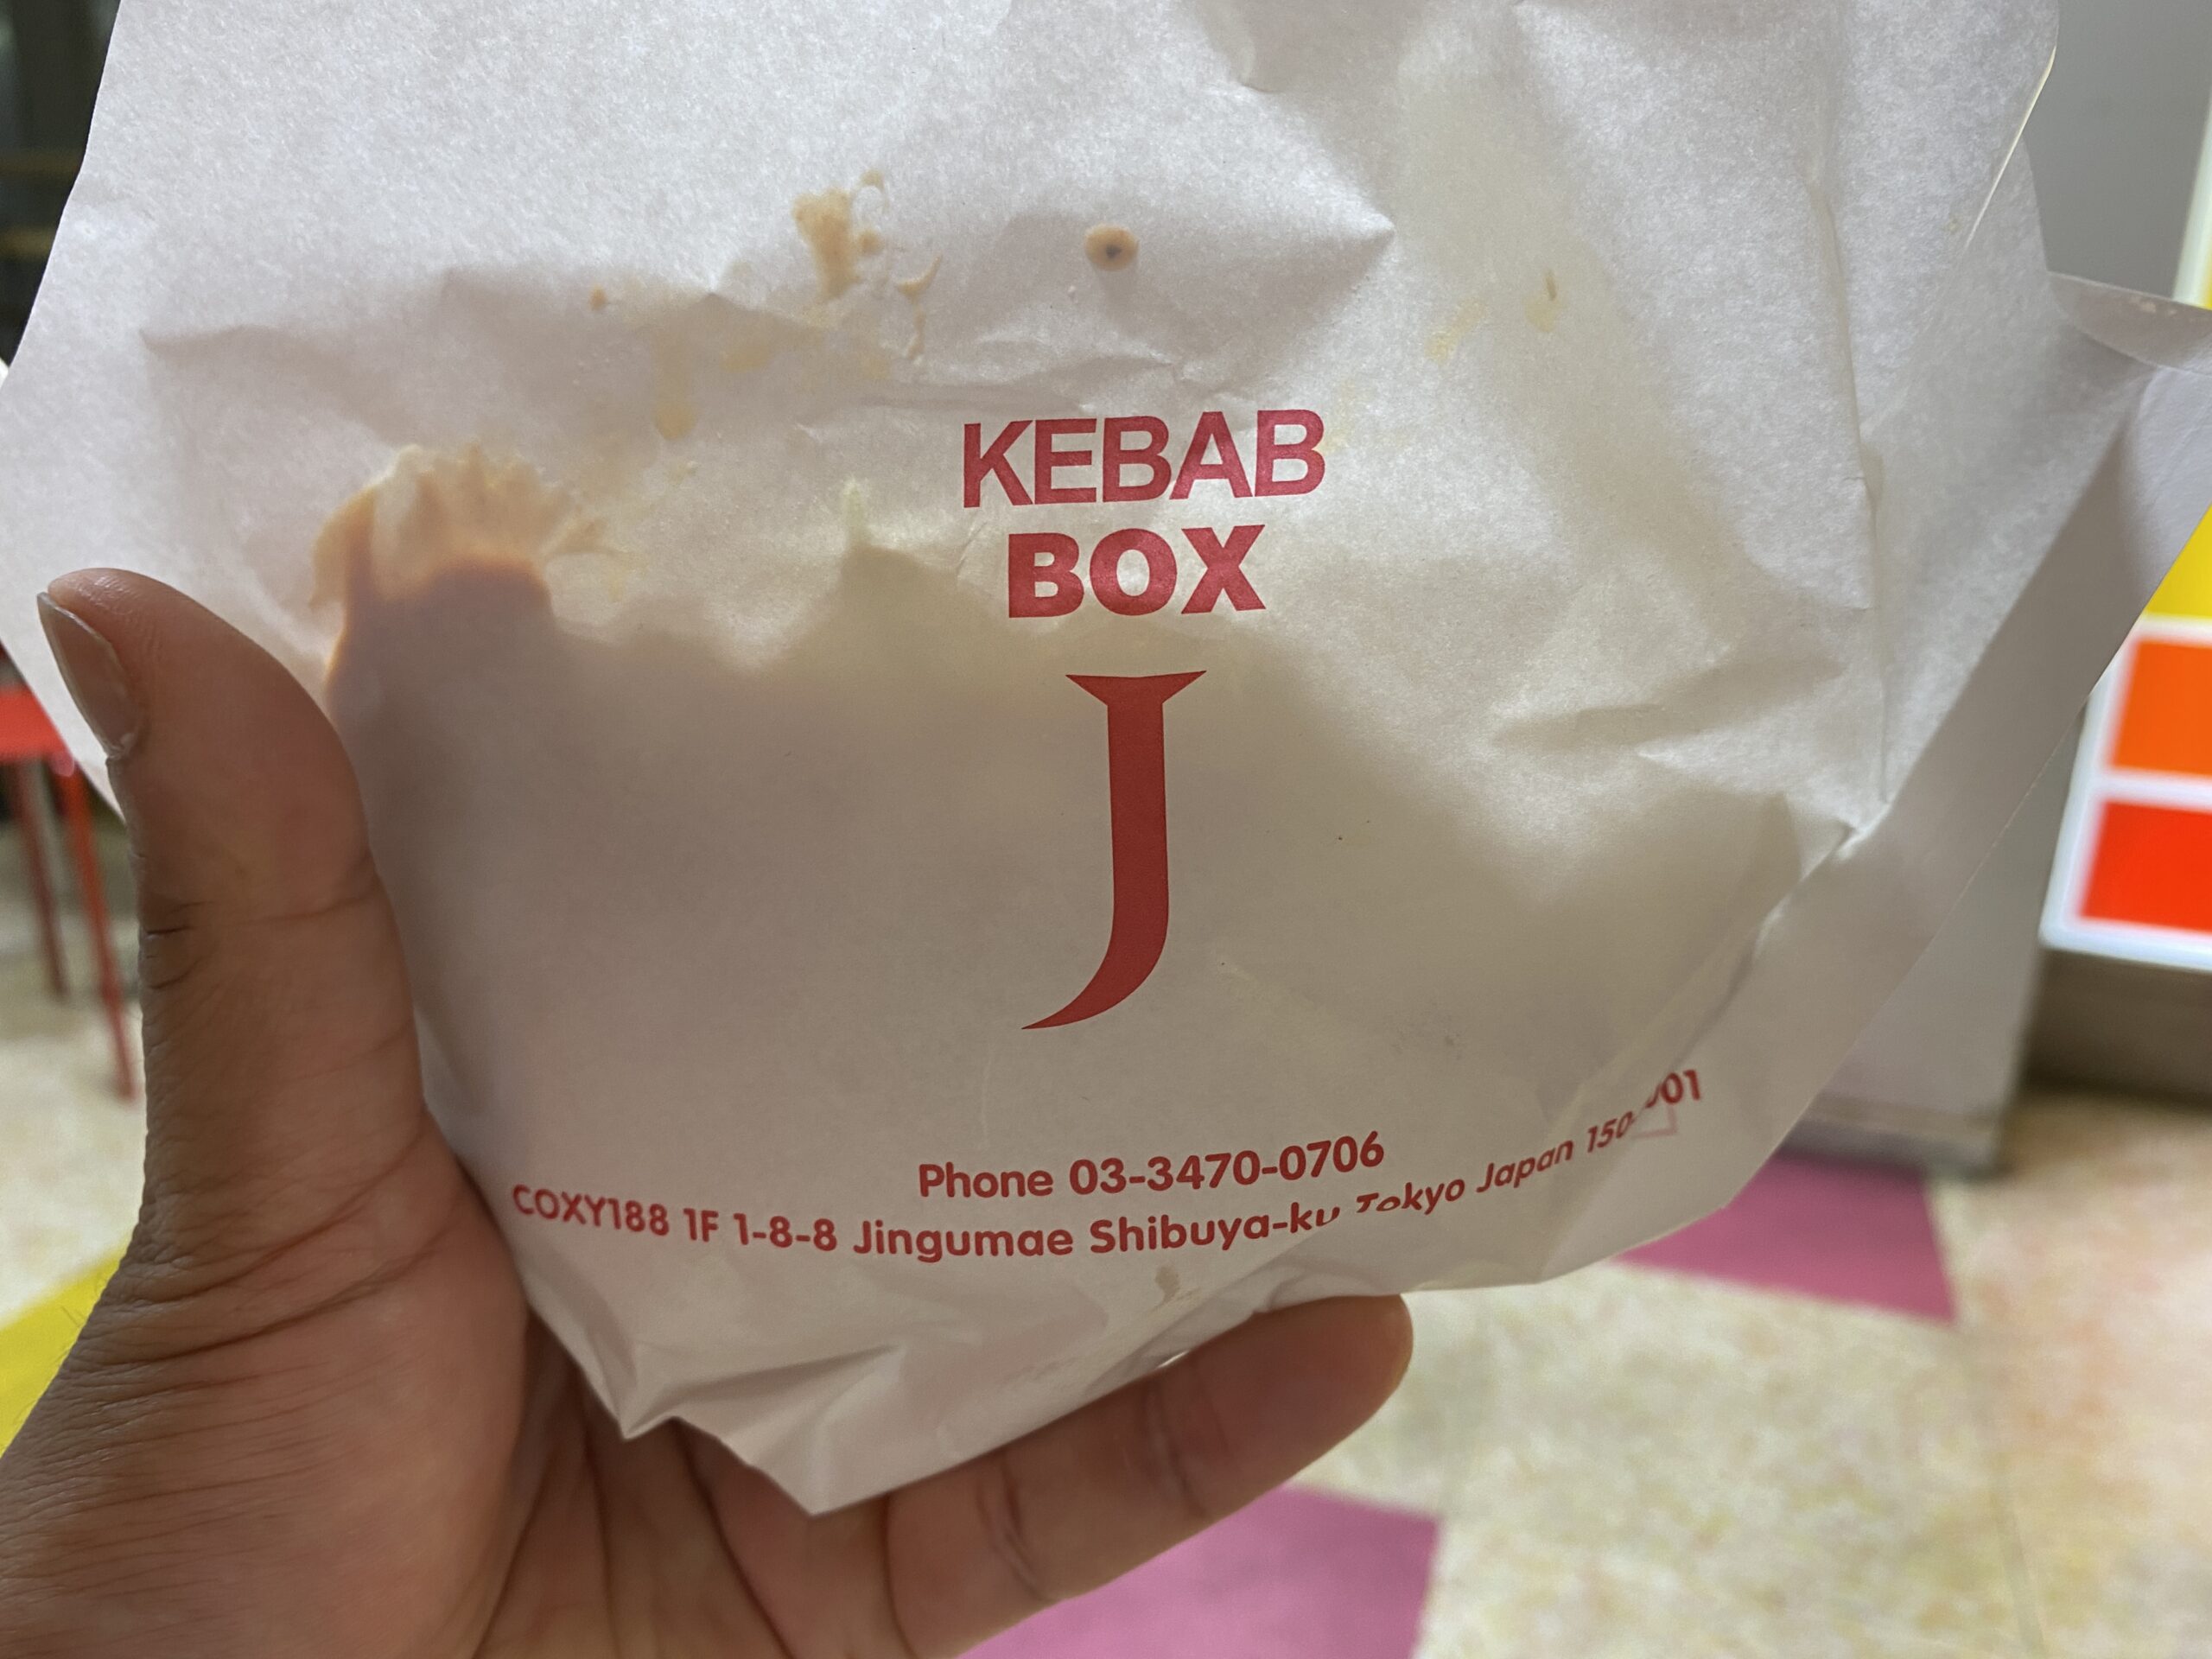 KEBAB
BOX
J
Phone 03-3470-0706
COXY188 1F 1-8-8 Jingumae Shibuya-ku Tokyo Japan